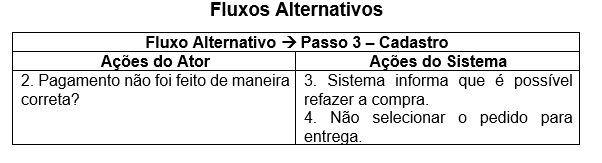 Fluxos Alternativos
Fluxo Alternativo → Passo 3 – Cadastro
Ações do Ator
Ações do Sistema
2. Pagamento não foi feito de maneira
correta?
3. Sistema informa que é possível
refazer a compra.
4. Não selecionar o pedido para
entrega.